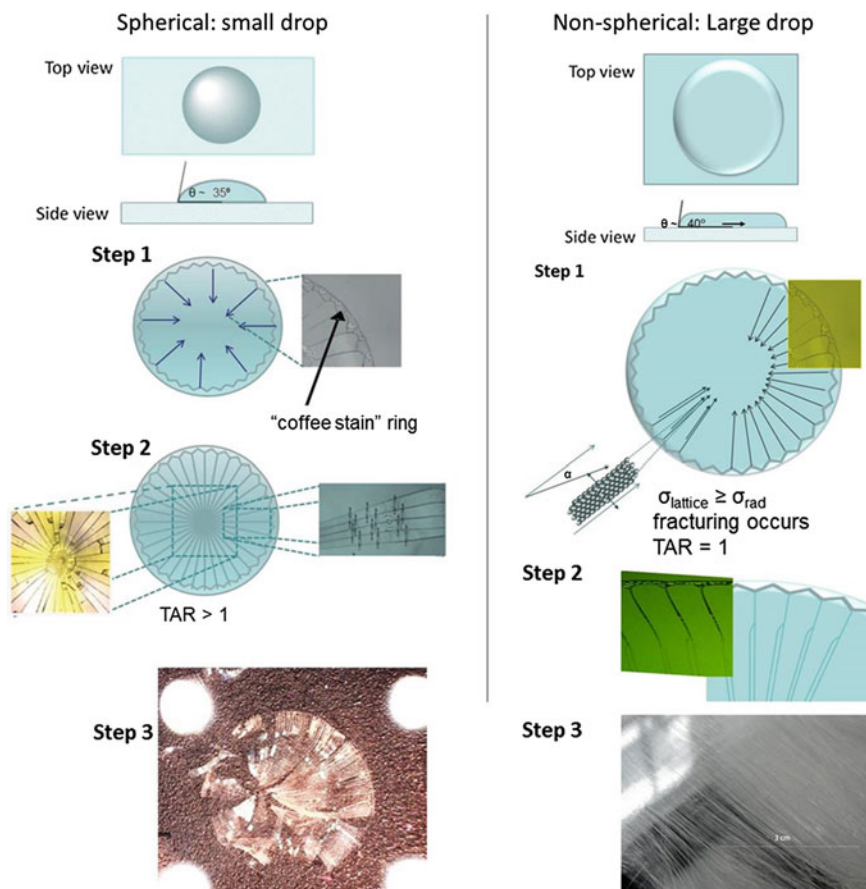 Spherical: small drop
Top view
θ ~ 35°
Side view
Step 1
"coffee stain" ring
Step 2
TAR > 1
Step 3
Non-spherical: Large drop
Top view
θ ~ 40°
Side view
Step 1
α
σlattice ≥ σrad
fracturing occurs
TAR = 1
Step 2
Step 3
3 cm